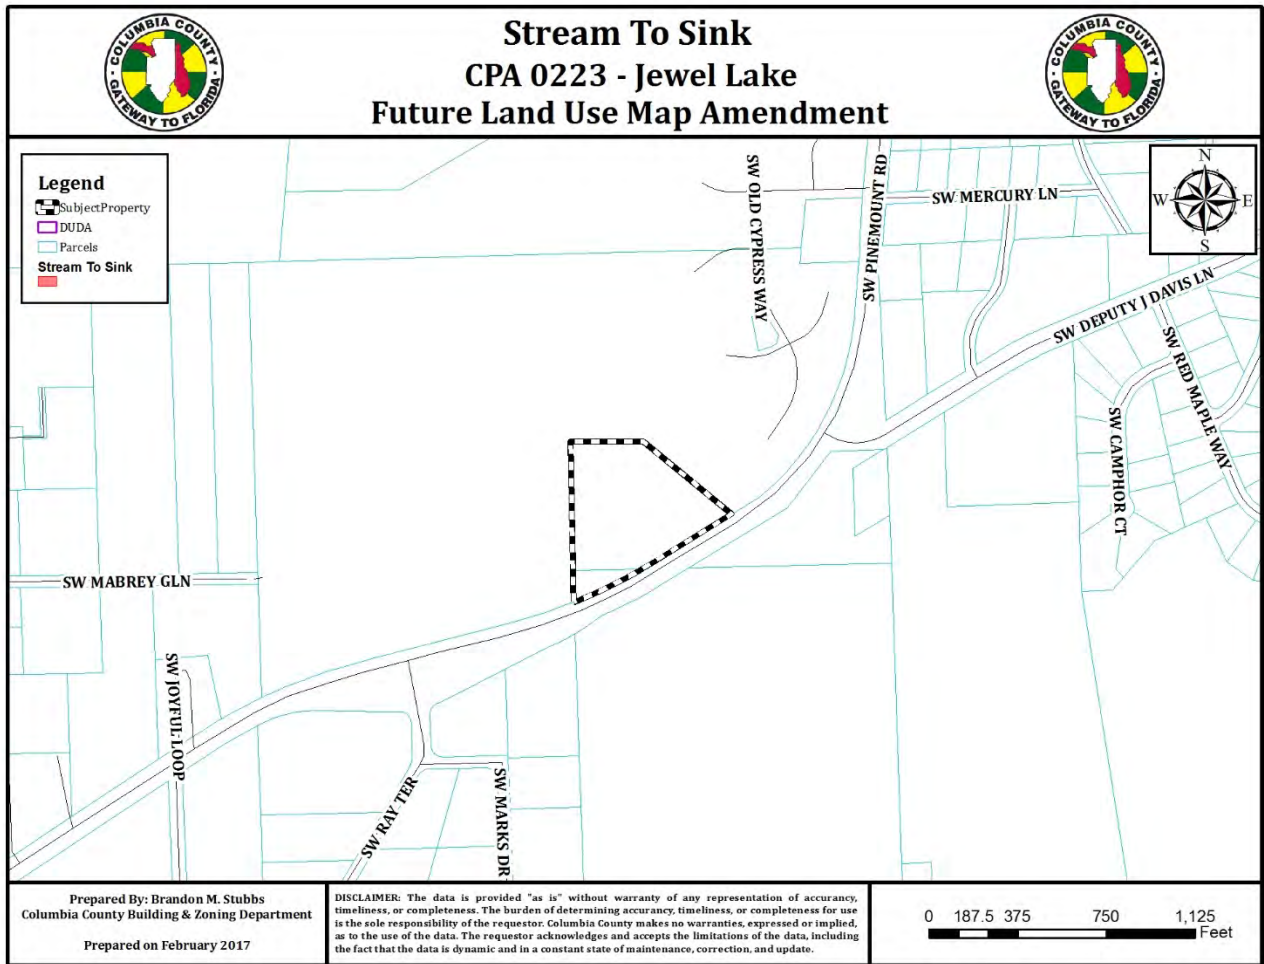 COLUMBIA COUNTY
GATEWAY TO FLORIDA
Stream To Sink
CPA 0223 - Jewel Lake
Future Land Use Map Amendment
COLUMBIA COUNTY
GATEWAY TO FLORIDA
Legend
SubjectProperty
DUDA
Parcels
Stream To Sink
N
W E
S
SW OLD CYPRESS WAY
SW PINEMOUNT RD
SW MERCURY LN
SW DEPUTY J DAVIS LN
SW RED MAPLE WAY
SW CAMPHOR CT
SW MABREY GLN
SW JOYFUL LOOP
SW RAY TER
SW MARKS DR
Prepared By: Brandon M. Stubbs
Columbia County Building & Zoning Department
Prepared on February 2017
DISCLAIMER: The data is provided "as is" without warranty of any representation of accuracy,
timeliness, or completeness. The burden of determining accuracy, timeliness, or completeness for use
is the sole responsibility of the requestor. Columbia County makes no warranties, expressed or implied,
as to the use of the data. The requestor acknowledges and accepts the limitations of the data, including
the fact that the data is dynamic and in a constant state of maintenance, correction, and update.
0 187.5 375 750 1,125
Feet